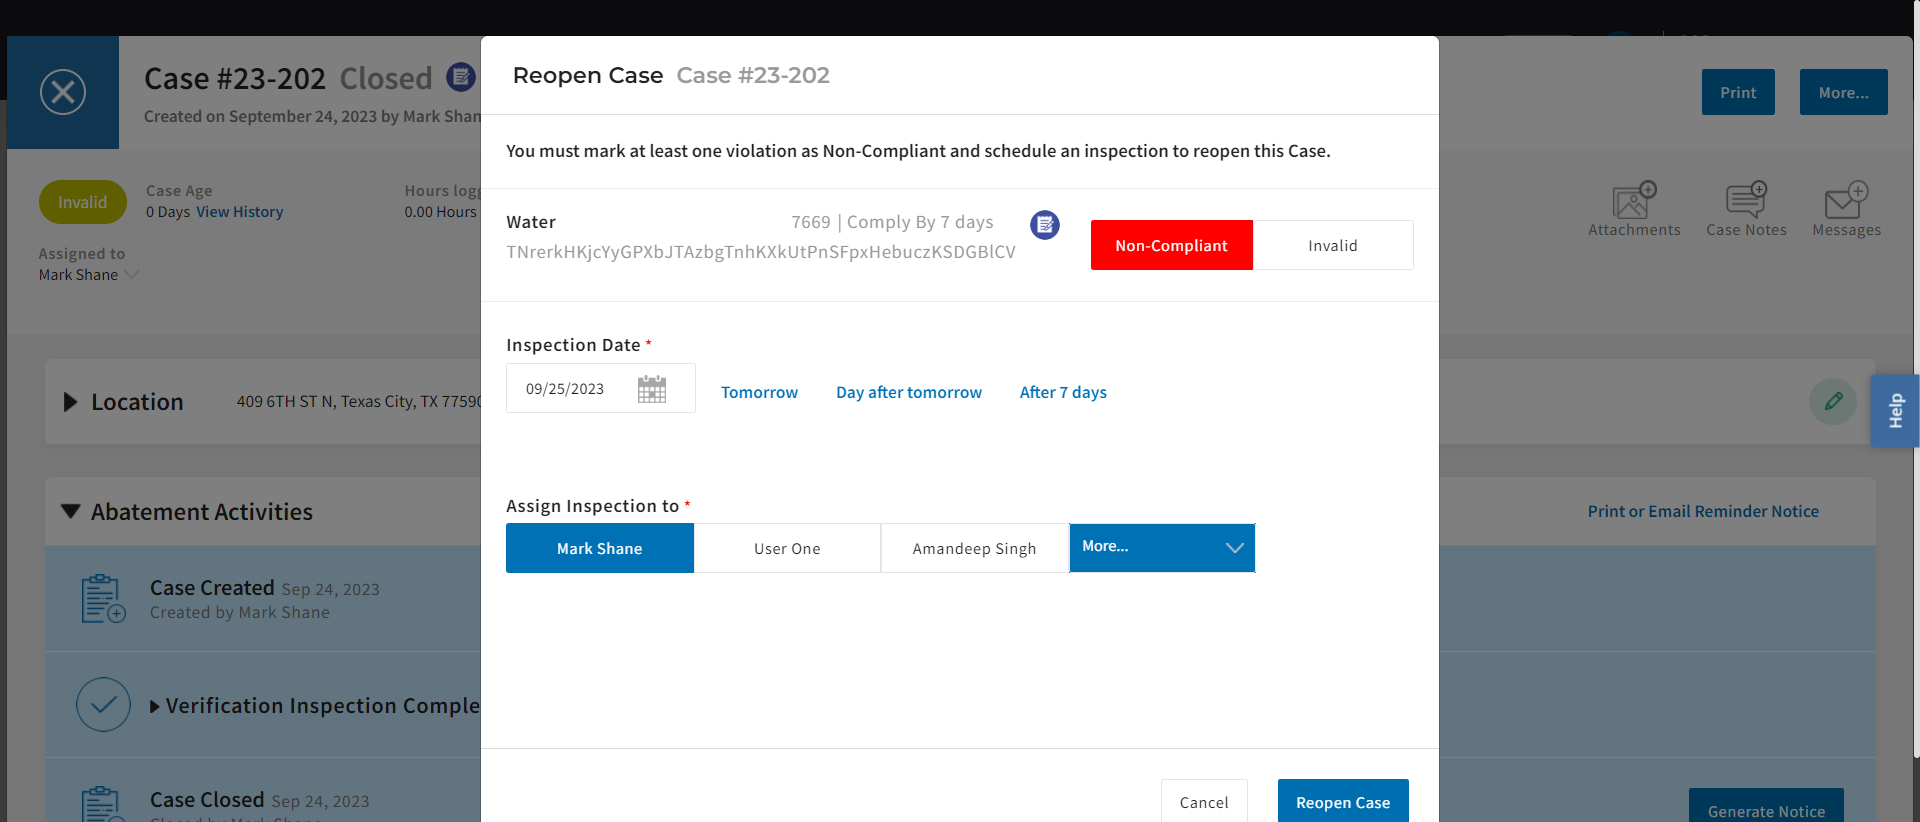 Case #23-202 Closed
Created on September 24, 2023 by Mark Shan
Print
More...
Invalid
Case Age
0 Days View History
Hours logg
0.00 Hours
Assigned to
Mark Shane
Attachments
Case Notes
Messages
Location
409 6TH ST N, Texas City, TX 7759
Help
Abatement Activities
Print or Email Reminder Notice
Case Created Sep 24, 2023
Created by Mark Shane
Verification Inspection Comple
Case Closed Sep 24, 2023
Closed by Mark Shane
Generate Notice
Reopen Case Case #23-202
You must mark at least one violation as Non-Compliant and schedule an inspection to reopen this Case.
Water
7669 | Comply By 7 days
TNrerkHKjcYyGPXbJTAzbgTnhKXkUtPnSFpxHebuczKSDGBlCV
Non-Compliant
Invalid
Inspection Date *
09/25/2023
Tomorrow
Day after tomorrow
After 7 days
Assign Inspection to *
Mark Shane
User One
Amandeep Singh
More...
Cancel
Reopen Case